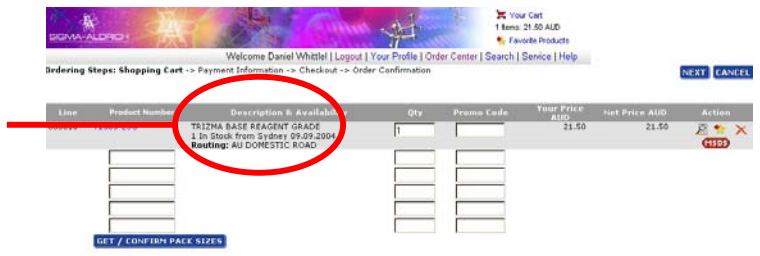 SIGMA-ALDRICH
Your Cart
1 Items: 21.50 AUD
Favorite Products
Welcome Daniel Whittle! | Logout | Your Profile | Order Center | Search | Service | Help
Ordering Steps: Shopping Cart -> Payment Information -> Checkout -> Order Confirmation
NEXT CANCEL
Line Product Number Description & Availability Qty Promo Code Your Price AUD Net Price AUD Action
TRIZMA BASE REAGENT GRADE 1 21.50 21.50
1 In Stock from Sydney 09.09.2004
Routing: AU DOMESTIC ROAD
MSDS
GET / CONFIRM PACK SIZES